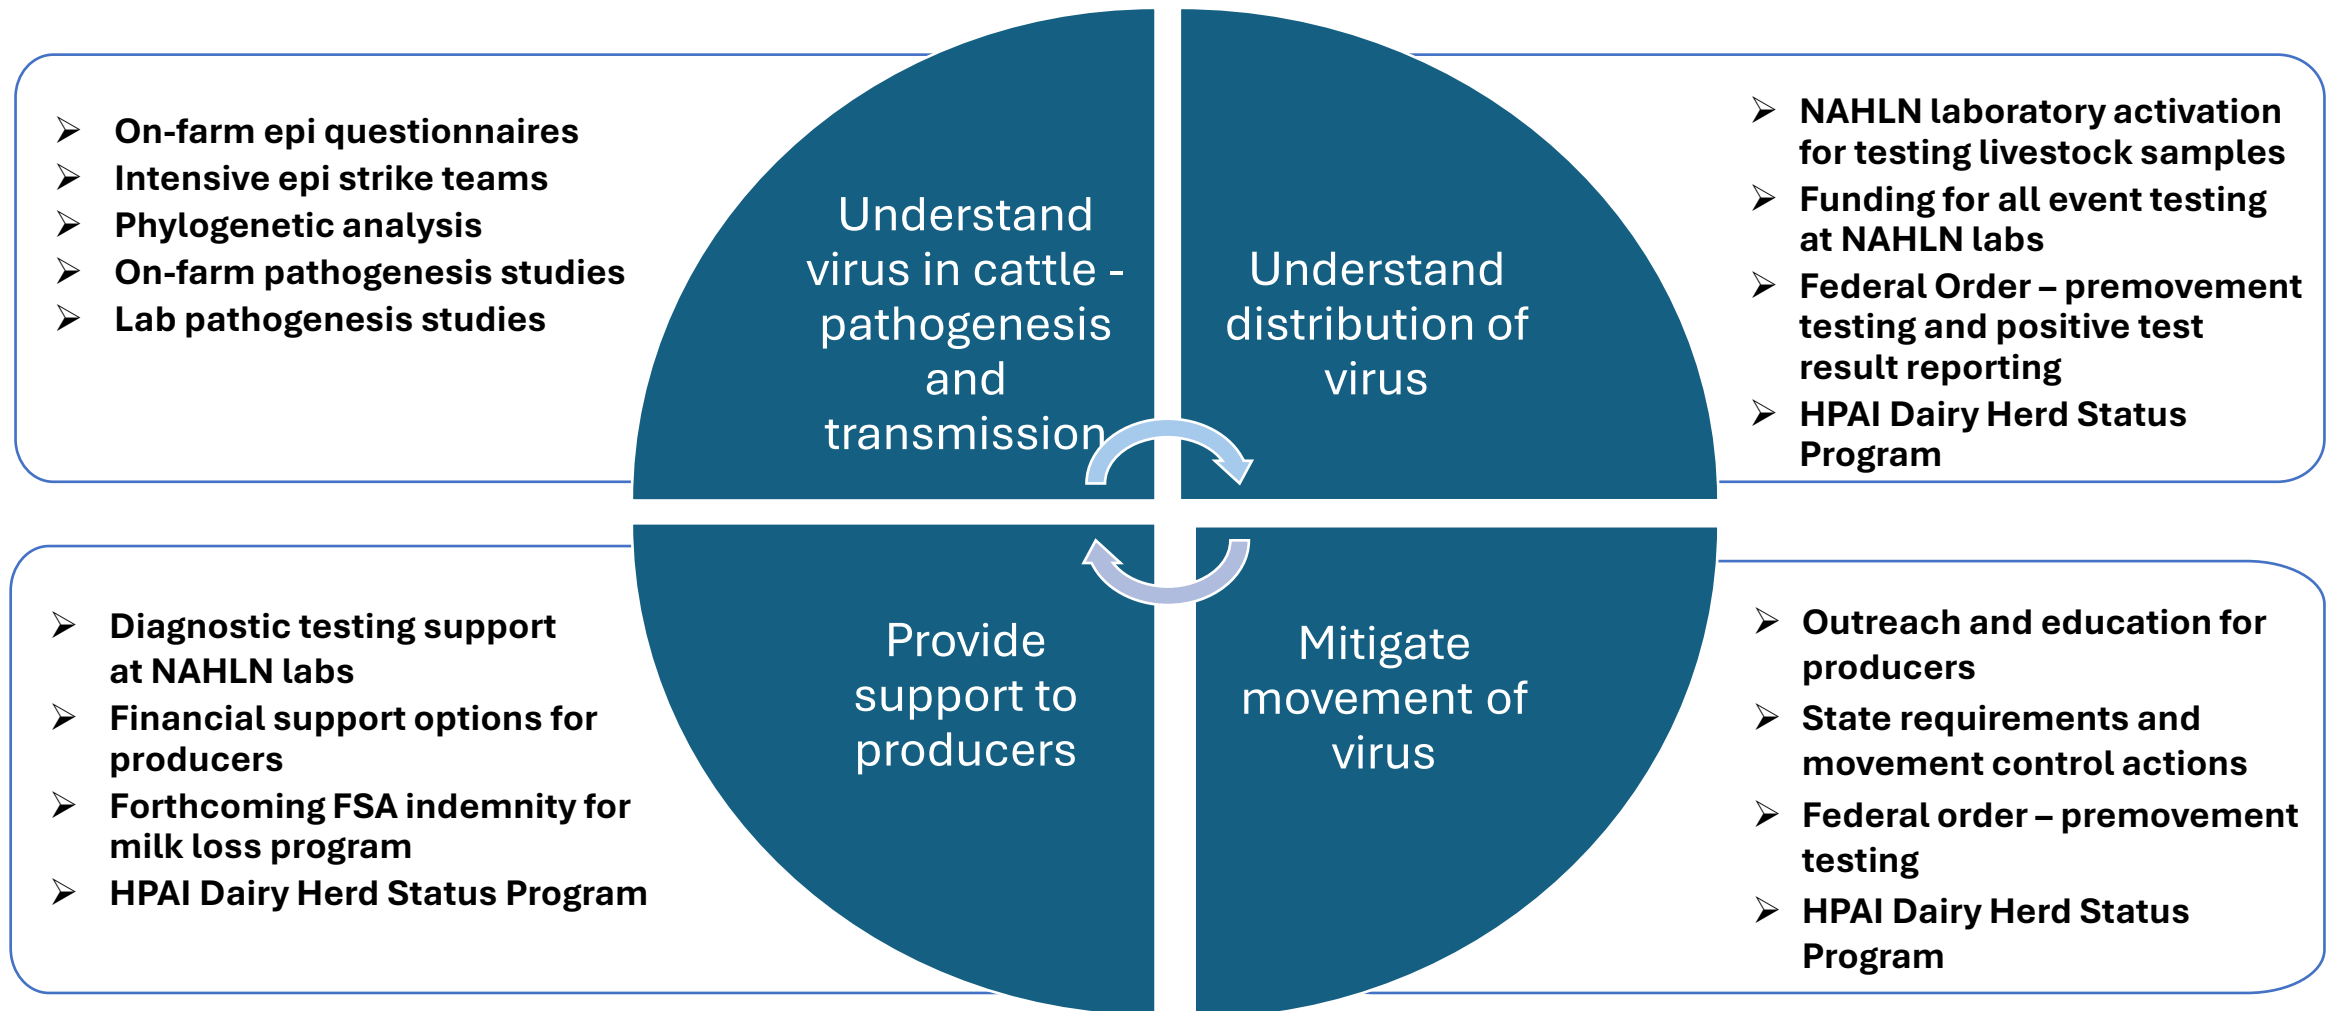 ➢ On-farm epi questionnaires
➢ Intensive epi strike teams
➢ Phylogenetic analysis
➢ On-farm pathogenesis studies
➢ Lab pathogenesis studies
Understand
virus in cattle -
pathogenesis
and
transmission
Understand
distribution of
virus
➢ NAHLN laboratory activation
for testing livestock samples
➢ Funding for all event testing
at NAHLN labs
➢ Federal Order – premovement
testing and positive test
result reporting
➢ HPAI Dairy Herd Status
Program
➢ Diagnostic testing support
at NAHLN labs
➢ Financial support options for
producers
➢ Forthcoming FSA indemnity for
milk loss program
➢ HPAI Dairy Herd Status Program
Provide
support to
producers
Mitigate
movement of
virus
➢ Outreach and education for
producers
➢ State requirements and
movement control actions
➢ Federal order – premovement
testing
➢ HPAI Dairy Herd Status
Program